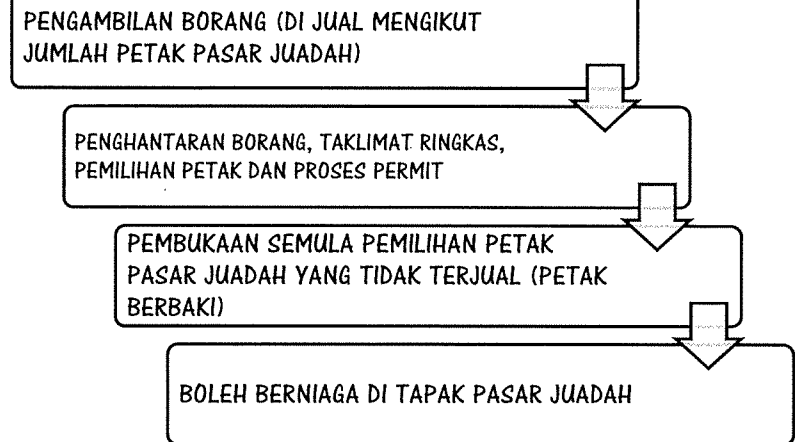 PENGAMBILAN BORANG (DI JUAL MENGIKUT
JUMLAH PETAK PASAR JUADAH)
PENGHANTARAN BORANG, TAKLIMAT RINGKAS,
PEMILIHAN PETAK DAN PROSES PERMIT
PEMBUKAAN SEMULA PEMILIHAN PETAK
PASAR JUADAH YANG TIDAK TERJUAL (PETAK
BERBAKI)
BOLEH BERNIAGA DI TAPAK PASAR JUADAH